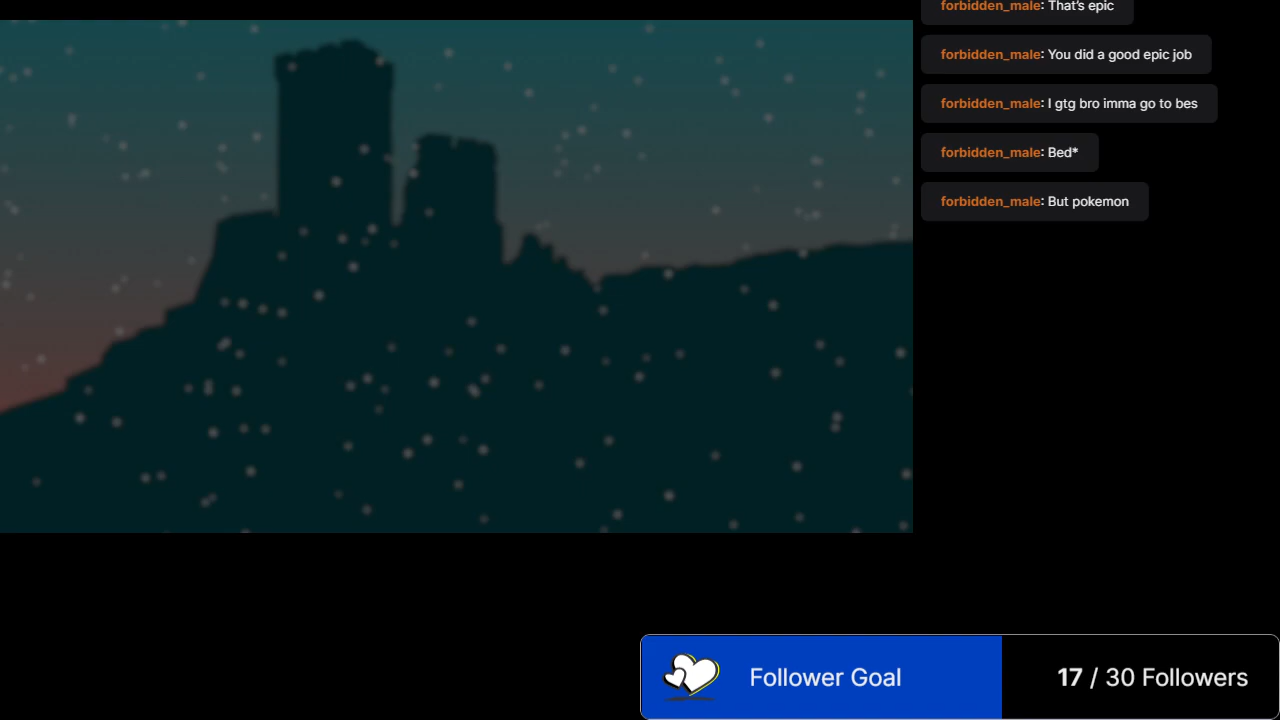 forbidden_male: That's epic
forbidden_male: You did a good epic job
forbidden_male: I gtg bro imma go to bes
forbidden_male: Bed*
forbidden_male: But pokemon
Follower Goal
17 / 30 Followers